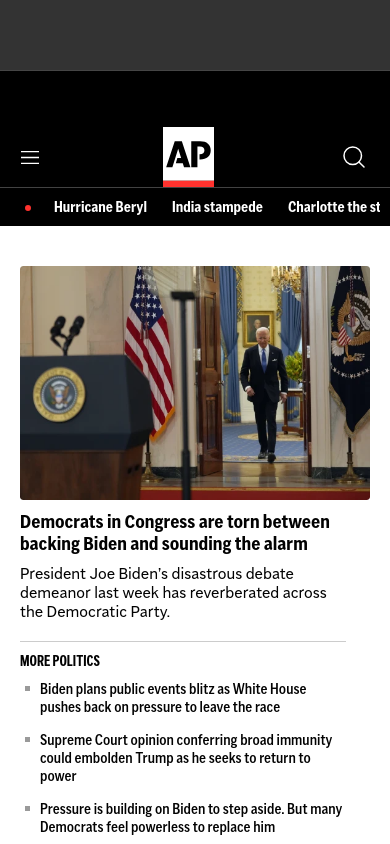 AP
Hurricane Beryl
India stampede
Charlotte the st
Democrats in Congress are torn between
backing Biden and sounding the alarm
President Joe Biden's disastrous debate
demeanor last week has reverberated across
the Democratic Party.
MORE POLITICS
Biden plans public events blitz as White House
pushes back on pressure to leave the race
Supreme Court opinion conferring broad immunity
could embolden Trump as he seeks to return to
power
Pressure is building on Biden to step aside. But many
Democrats feel powerless to replace him